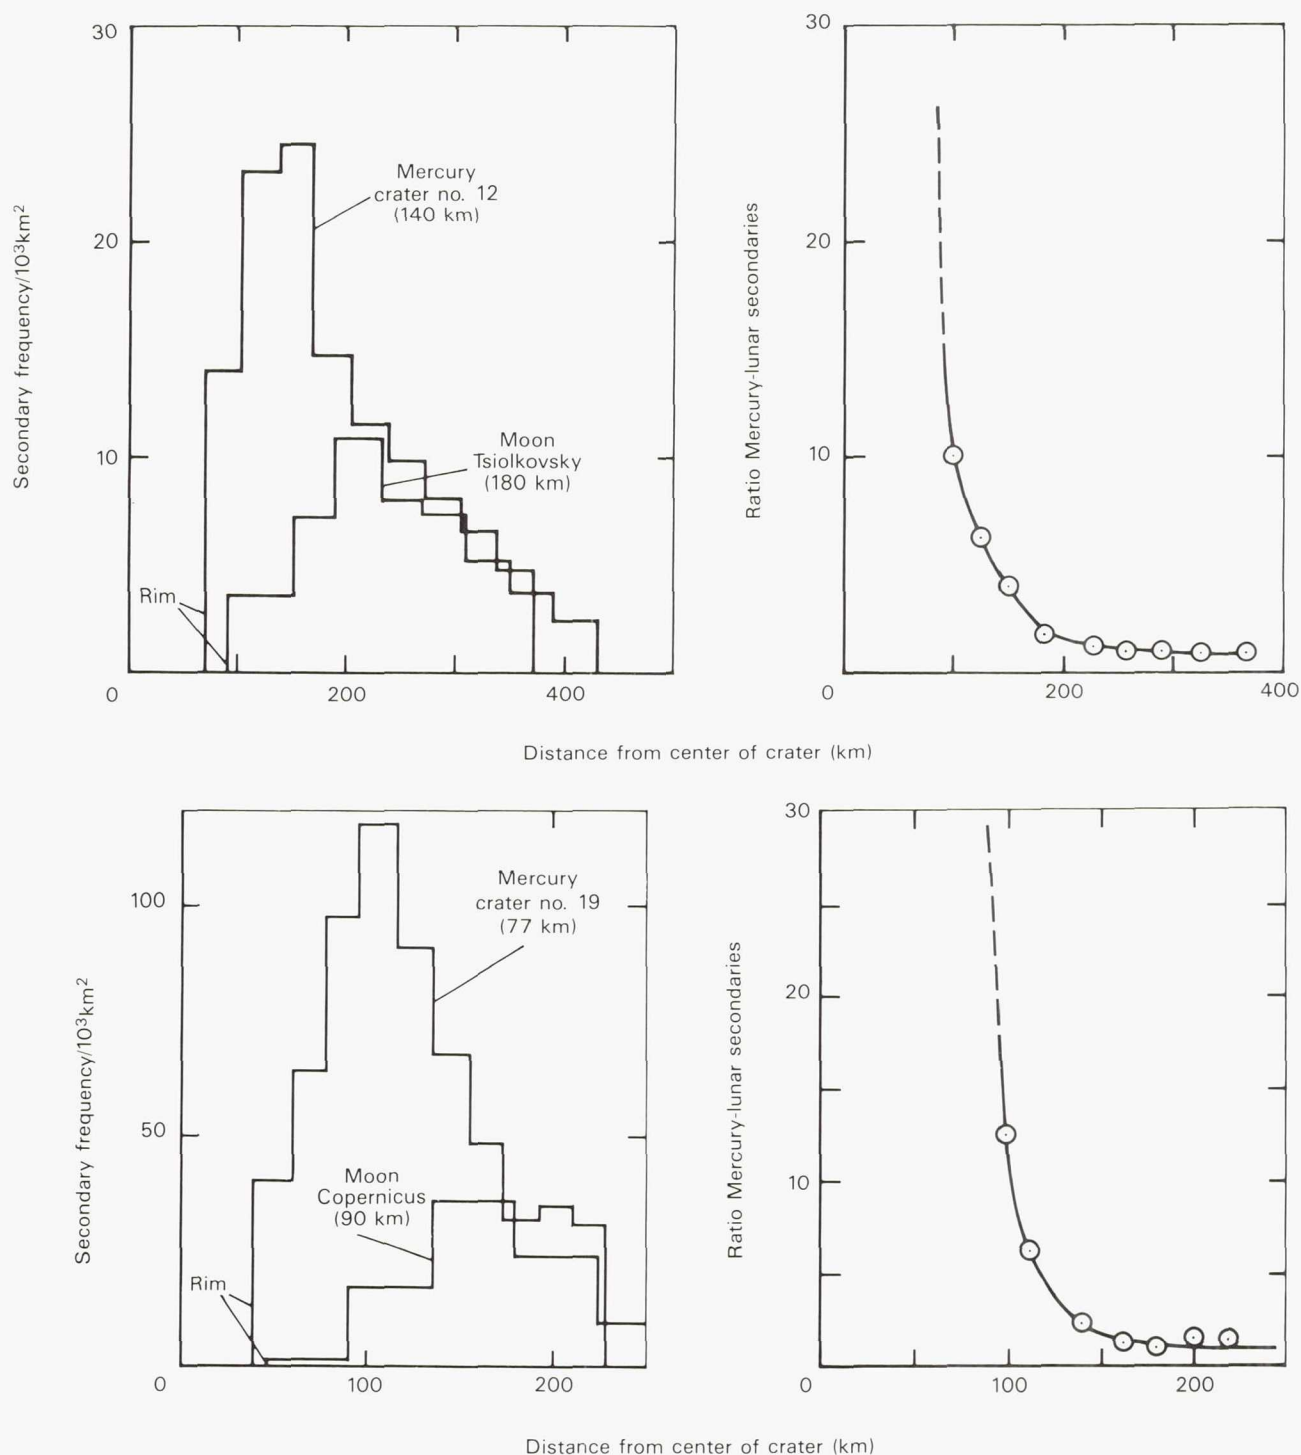 30
20
10
Secondary frequency/10³km²
Mercury
crater no. 12
(140 km)
Moon
Tsiolkovsky
(180 km)
Rim
0
200
400
30
20
10
Ratio Mercury-lunar secondaries
0
200
400
Distance from center of crater (km)
100
50
Secondary frequency/10³km²
Mercury
crater no. 19
(77 km)
Moon
Copernicus
(90 km)
Rim
0
100
200
30
20
10
Ratio Mercury-lunar secondaries
0
100
200
Distance from center of crater (km)